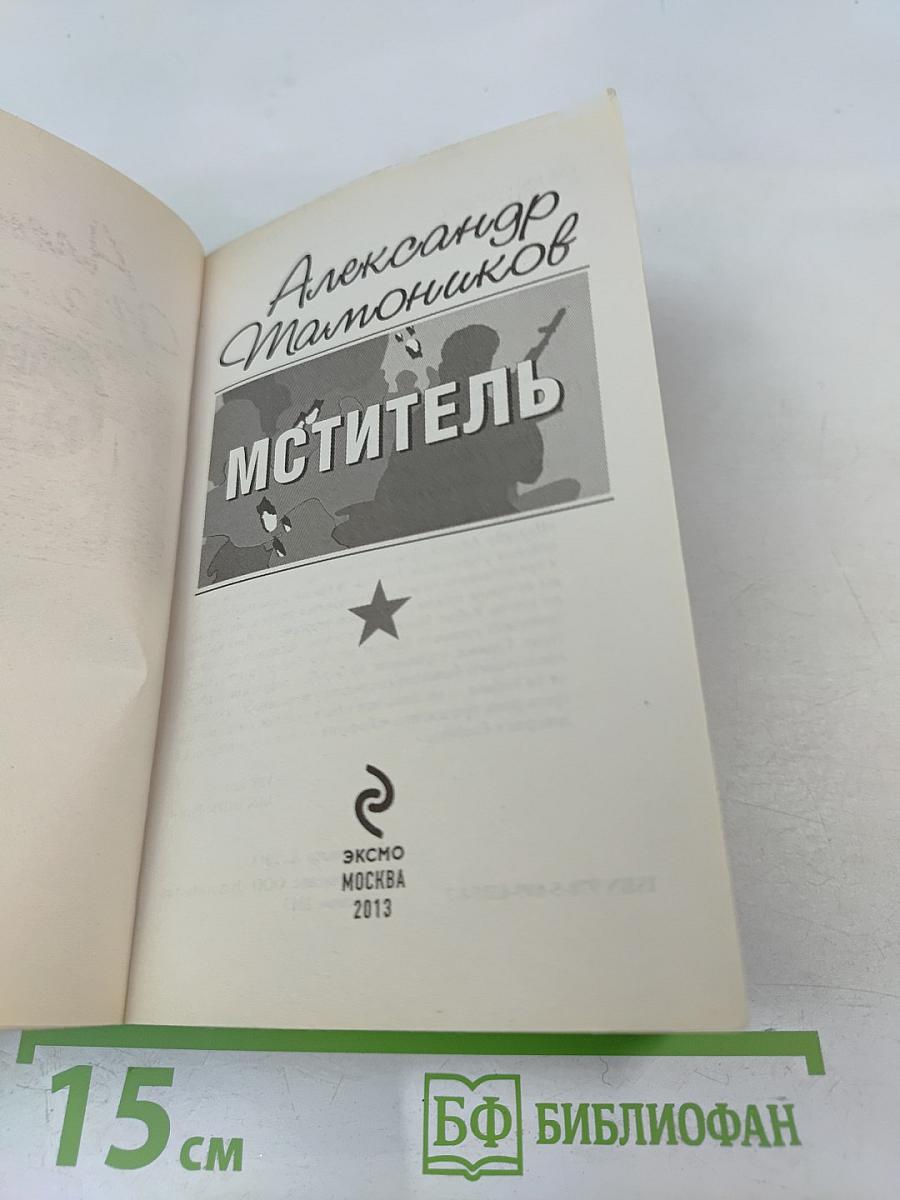 Александр
Тамоников
МСТИТЕЛЬ
ЭКСМО
МОСКВА
2013
15 см
БФ БИБЛИОФАН